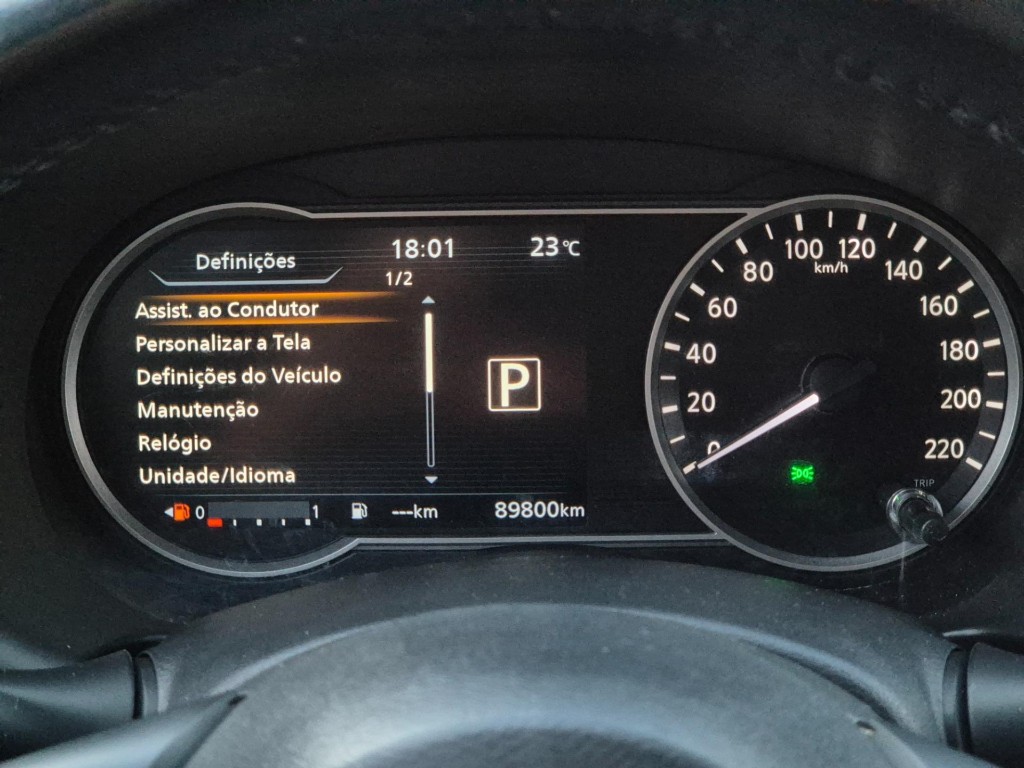 Definições
18:01
23°C
1/2
Assist. ao Condutor
Personalizar a Tela
Definições do Veículo
Manutenção
Relógio
Unidade/Idioma
P
0
1
---km
89800km
0
20
40
60
80
100
120
140
160
180
200
220
km/h
TRIP